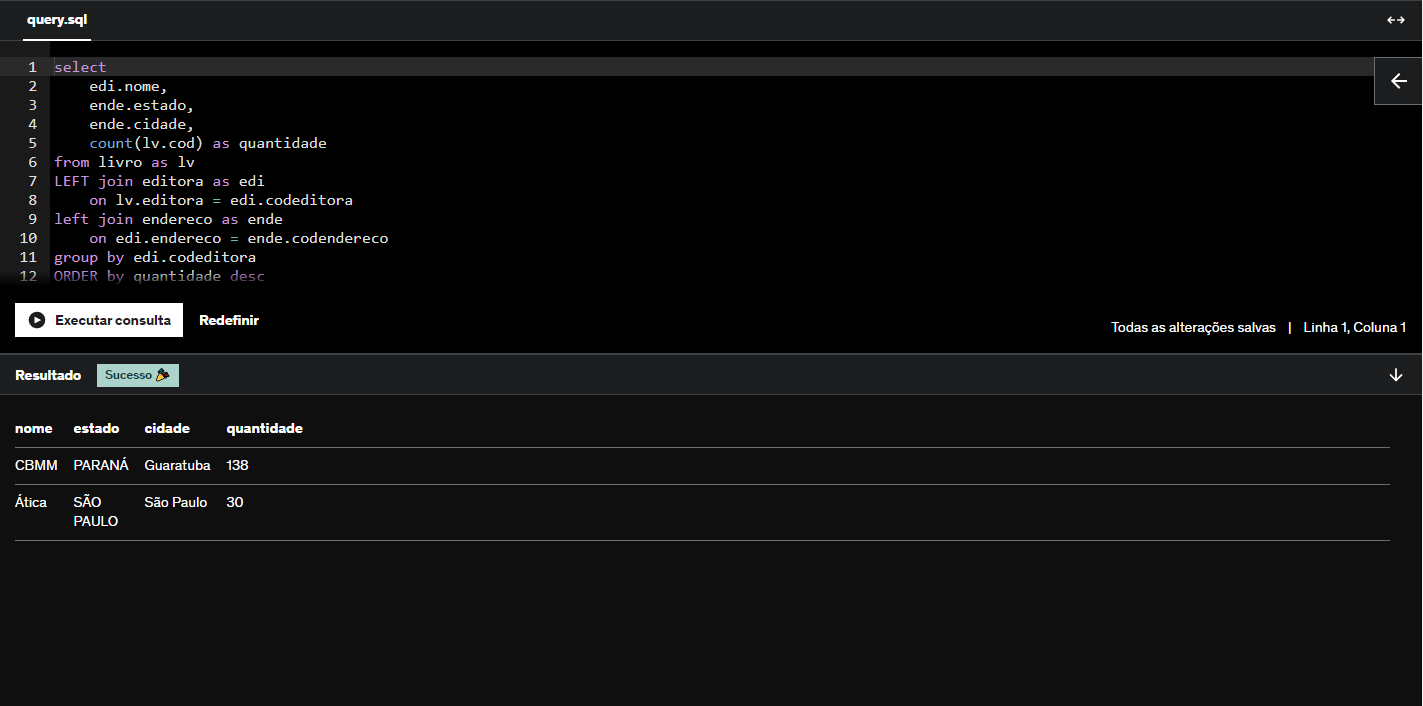 query.sql
1 select
2 edi.nome,
3 ende.estado,
4 ende.cidade,
5 count(lv.cod) as quantidade
6 from livro as lv
7 LEFT join editora as edi
8 on lv.editora = edi.codeditora
9 left join endereco as ende
10 on edi.endereco = ende.codendereco
11 group by edi.codeditora
12 ORDER by quantidade desc
Executar consulta Redefinir
Todas as alterações salvas | Linha 1, Coluna 1
Resultado Sucesso
nome estado cidade quantidade
CBMM PARANÁ Guaratuba 138
Ática SÃO São Paulo 30
PAULO